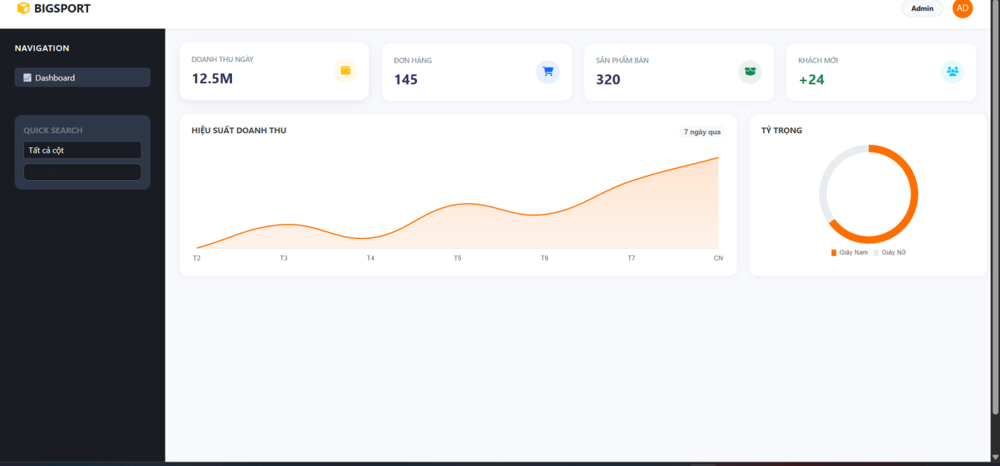 BIGSPORT
Admin
AD
NAVIGATION
Dashboard
QUICK SEARCH
Tất cả cột
DOANH THU NGÀY
12.5M
ĐƠN HÀNG
145
SẢN PHẨM BÁN
320
KHÁCH MỚI
+24
HIỆU SUẤT DOANH THU
7 ngày qua
T2 T3 T4 T5 T6 T7 CN
TỶ TRỌNG
Giày Nam Giày Nữ